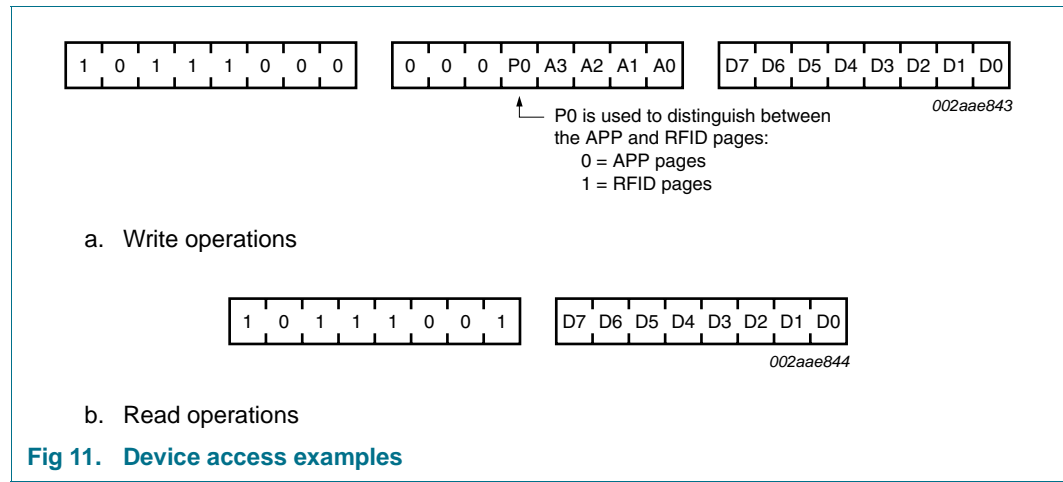 1 0 1 1 1 0 0 0 0 0 0 P0 A3 A2 A1 A0 D7 D6 D5 D4 D3 D2 D1 D0
002aae843
P0 is used to distinguish between
the APP and RFID pages:
0 = APP pages
1 = RFID pages
a. Write operations
1 0 1 1 1 0 0 1 D7 D6 D5 D4 D3 D2 D1 D0
002aae844
b. Read operations
Fig 11. Device access examples